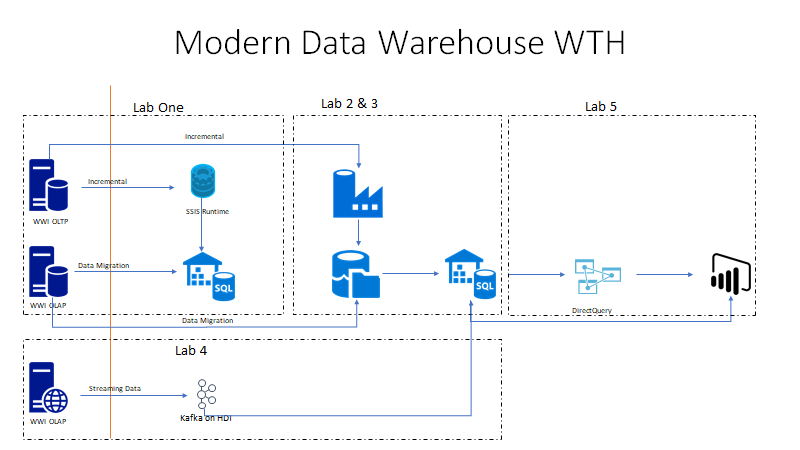 Modern Data Warehouse WTH
Lab One
Lab 2 & 3
Lab 5
Incremental
Incremental
WWI OLTP
SSIS Runtime
Data Migration
SQL
SQL
WWI OLAP
DirectQuery
Data Migration
Lab 4
Streaming Data
WWI OLAP
Kafka on HDI